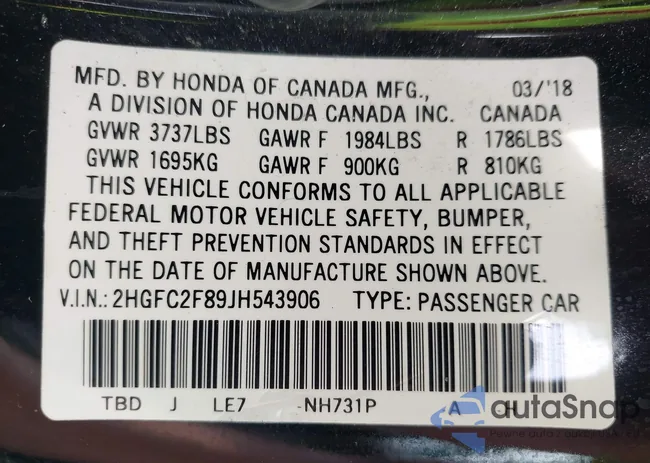 MFD. BY HONDA OF CANADA MFG., 03/'18
A DIVISION OF HONDA CANADA INC. CANADA
GVWR 3737LBS GAWR F 1984LBS R 1786LBS
GVWR 1695KG GAWR F 900KG R 810KG
THIS VEHICLE CONFORMS TO ALL APPLICABLE
FEDERAL MOTOR VEHICLE SAFETY, BUMPER,
AND THEFT PREVENTION STANDARDS IN EFFECT
ON THE DATE OF MANUFACTURE SHOWN ABOVE.
V.I.N.: 2HGFC2F89JH543906 TYPE: PASSENGER CAR
TBD J LE7 -NH731P A H
autoSnap
Pewne auta z